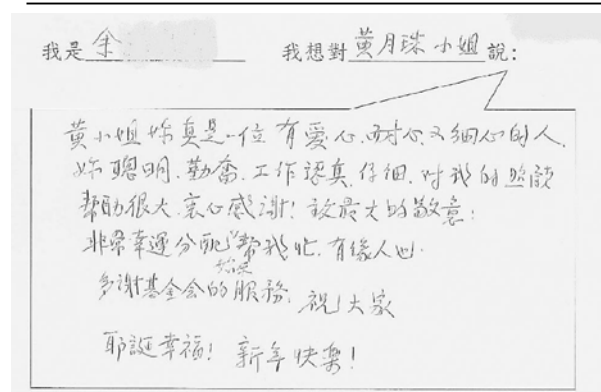 我是 余 我想對 黃月珠 小姐 說:
黃小姐妳真是一位有爱心.耐心又細心的人.
妳聰明.勤奮.工作認真.仔細.对我的照顧
帮助很大.衷心感谢! 致最大的敬意:
非常幸運分配妳帮我忙.有緣人也.
多謝基金会的服務. 祝大家
耶誕幸福! 新年快樂!